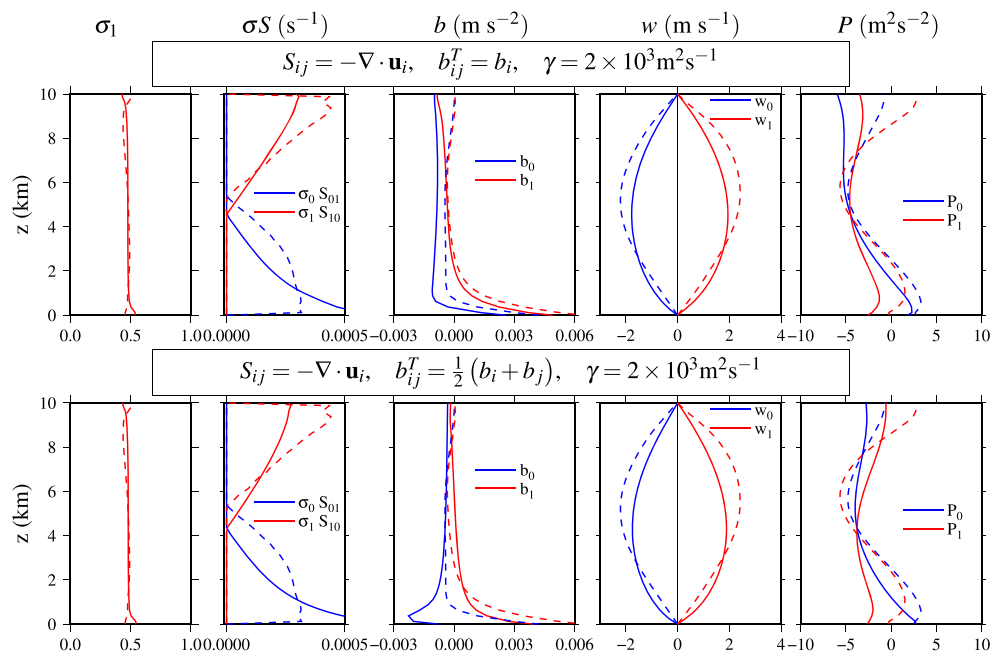 σ₁ σS (s⁻¹) b (m s⁻²) w (m s⁻¹) P (m²s⁻²)
S_ij = −∇·u_i, b^T_ij = b_i, γ = 2 × 10³m²s⁻¹
z (km)
10
8
6
4
2
0
σ₀ S₀₁
σ₁ S₁₀
b₀
b₁
w₀
w₁
P₀
P₁
0.0 0.5 1.0 0.0000 0.0005 −0.003 0.000 0.003 0.006 −2 0 2 4 −10 −5 0 5 10
S_ij = −∇·u_i, b^T_ij = ½ (b_i + b_j), γ = 2 × 10³m²s⁻¹
z (km)
10
8
6
4
2
0
σ₀ S₀₁
σ₁ S₁₀
b₀
b₁
w₀
w₁
P₀
P₁
0.0 0.5 1.0 0.0000 0.0005 −0.003 0.000 0.003 0.006 −2 0 2 4 −10 −5 0 5 10